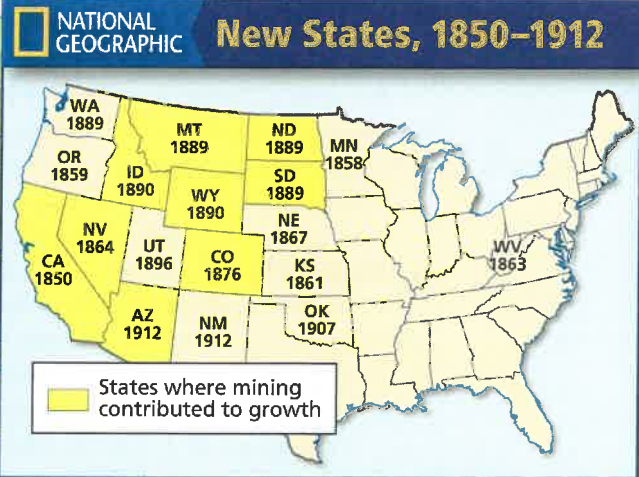 NATIONAL
GEOGRAPHIC
New States, 1850–1912
WA
1889
OR
1859
CA
1850
NV
1864
ID
1890
MT
1889
WY
1890
UT
1896
AZ
1912
CO
1876
NM
1912
ND
1889
SD
1889
NE
1867
KS
1861
OK
1907
MN
1858
WV
1863
States where mining
contributed to growth